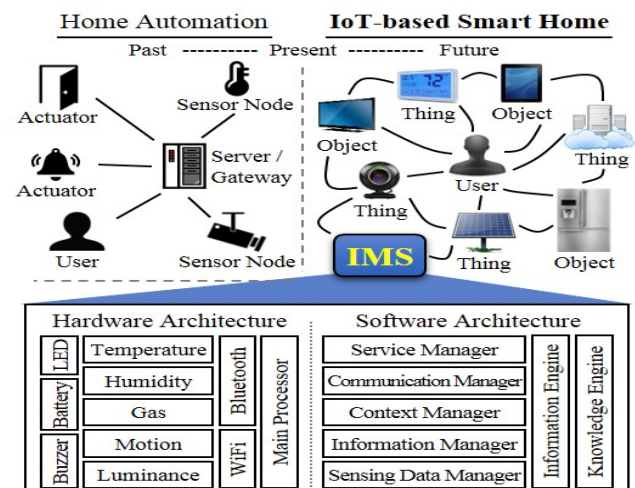 Home Automation
IoT-based Smart Home
Past ---------- Present ---------- Future
Actuator
Sensor Node
Actuator
Server /
Gateway
User
Sensor Node
72°
Thing
Object
Object
Thing
User
Thing
Thing
Object
IMS
Hardware Architecture
LED
Battery
Buzzer
Temperature
Humidity
Gas
Motion
Luminance
Bluetooth
WiFi
Main Processor
Software Architecture
Service Manager
Communication Manager
Context Manager
Information Manager
Sensing Data Manager
Information Engine
Knowledge Engine